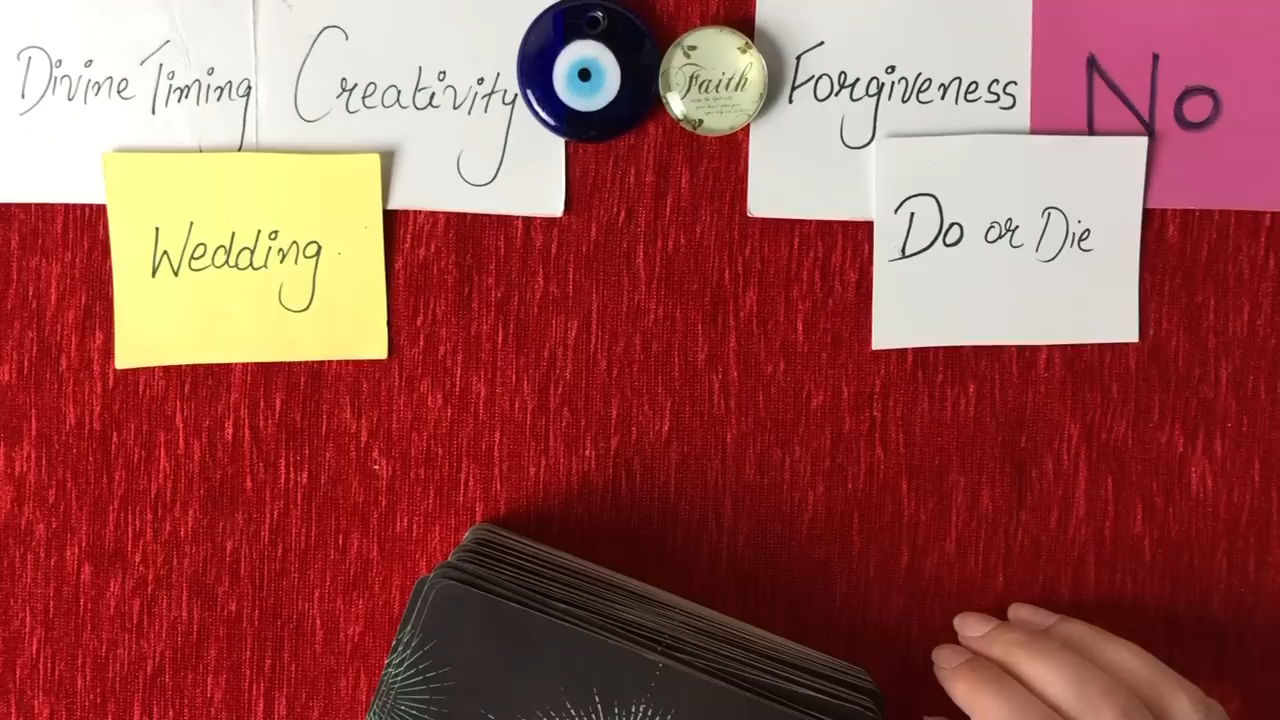 Divine Timing
Creativity
Faith
Forgiveness
No
Wedding
Do or Die